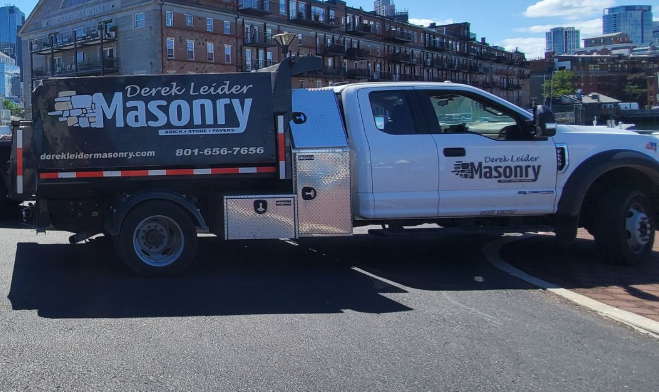 Derek Leider
Masonry
BRICK • STONE • PAVERS
derekleidermasonry.com 801-656-7656
Derek Leider
Masonry